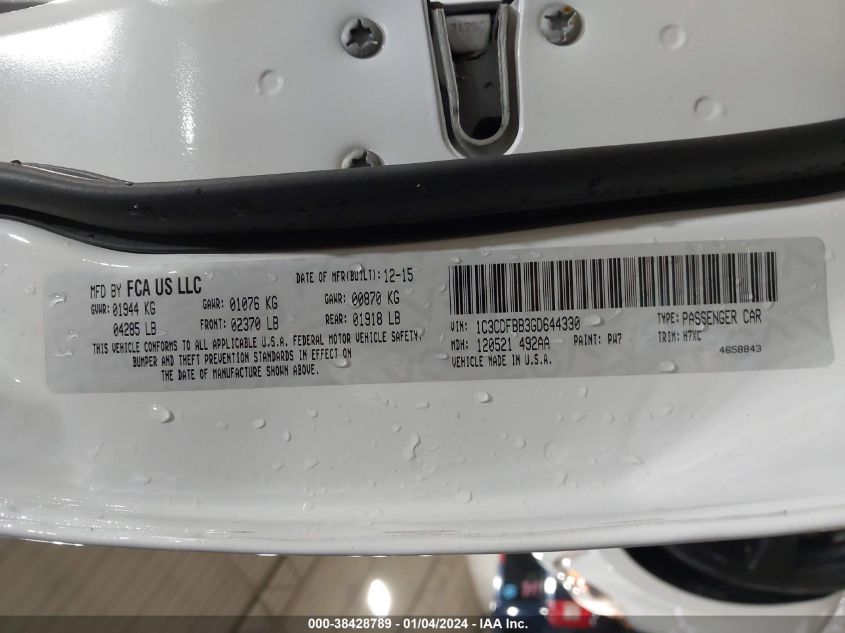 MFD BY FCA US LLC
DATE OF MFR(BUILT): 12-15
GVWR: 01944 KG
GAWR: 01076 KG
GAWR: 00870 KG
04285 LB
FRONT: 02370 LB
REAR: 01918 LB
THIS VEHICLE CONFORMS TO ALL APPLICABLE U.S.A. FEDERAL MOTOR VEHICLE SAFETY,
BUMPER AND THEFT PREVENTION STANDARDS IN EFFECT ON
THE DATE OF MANUFACTURE SHOWN ABOVE.
VIN: 1C3CDFBB3GD644330
TYPE: PASSENGER CAR
MDH: 120521 492AA
PAINT: PW7
TRIM: H7XC
VEHICLE MADE IN U.S.A.
4658843
000-38428789 - 01/04/2024 - IAA Inc.